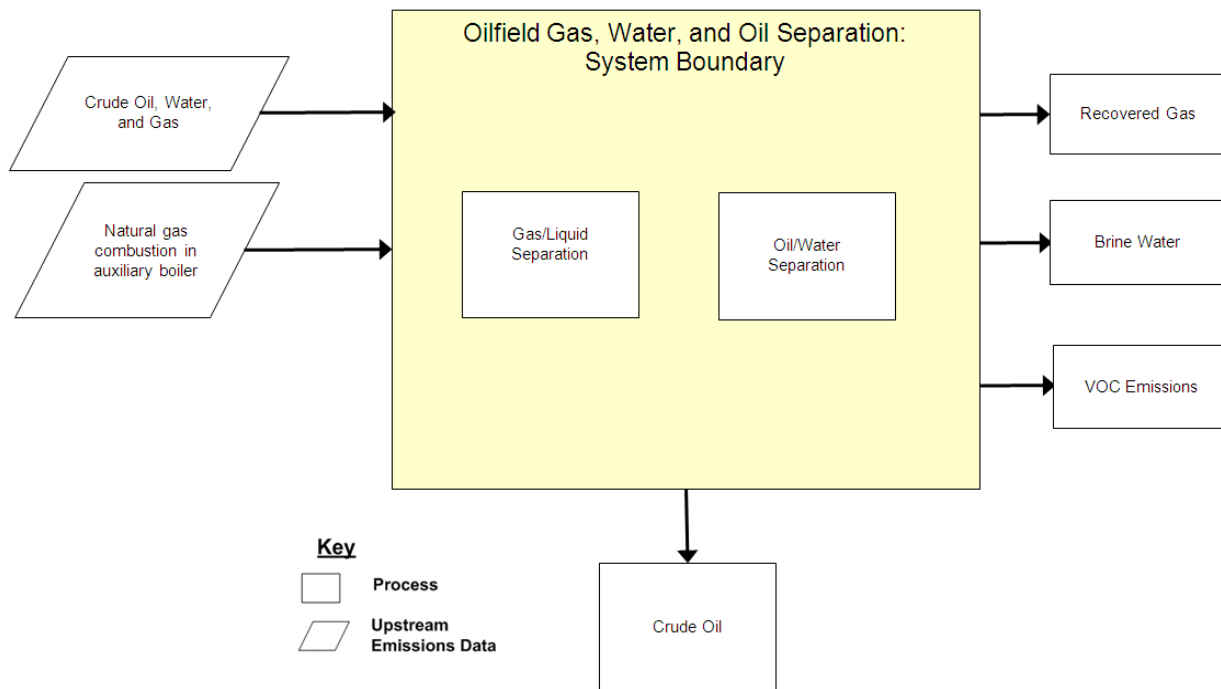 Oilfield Gas, Water, and Oil Separation:
System Boundary
Crude Oil, Water,
and Gas
Natural gas
combustion in
auxiliary boiler
Gas/Liquid
Separation
Oil/Water
Separation
Recovered Gas
Brine Water
VOC Emissions
Crude Oil
Key
Process
Upstream
Emissions Data